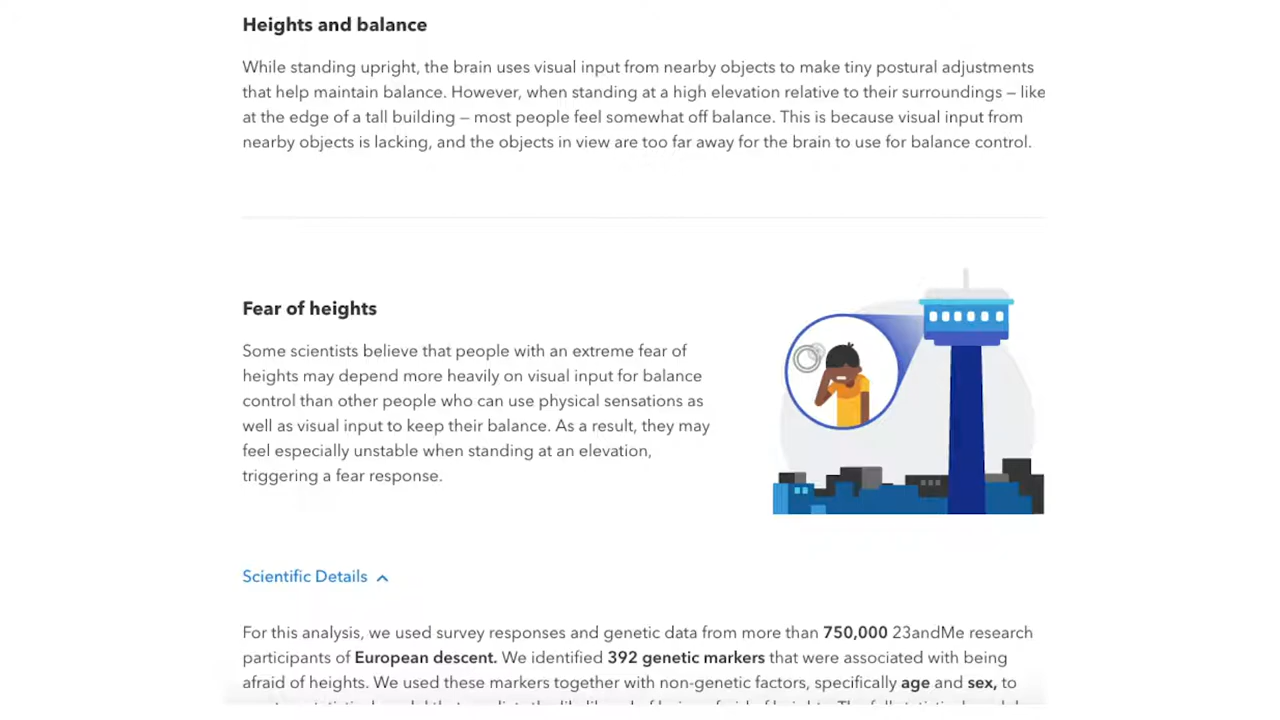 Heights and balance
While standing upright, the brain uses visual input from nearby objects to make tiny postural adjustments
that help maintain balance. However, when standing at a high elevation relative to their surroundings – like
at the edge of a tall building – most people feel somewhat off balance. This is because visual input from
nearby objects is lacking, and the objects in view are too far away for the brain to use for balance control.
Fear of heights
Some scientists believe that people with an extreme fear of
heights may depend more heavily on visual input for balance
control than other people who can use physical sensations as
well as visual input to keep their balance. As a result, they may
feel especially unstable when standing at an elevation,
triggering a fear response.
Scientific Details
For this analysis, we used survey responses and genetic data from more than 750,000 23andMe research
participants of European descent. We identified 392 genetic markers that were associated with being
afraid of heights. We used these markers together with non-genetic factors, specifically age and sex, to